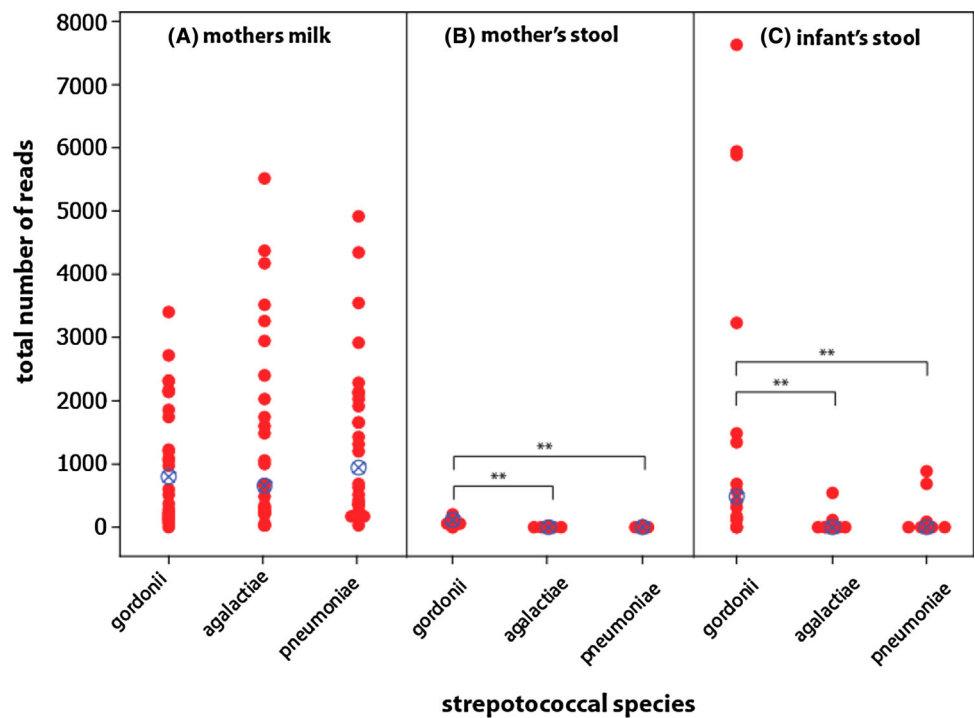 (A) mothers milk
(B) mother's stool
(C) infant's stool
total number of reads
8000
7000
6000
5000
4000
3000
2000
1000
0
**
**
**
**
gordonii
agalactiae
pneumoniae
gordonii
agalactiae
pneumoniae
gordonii
agalactiae
pneumoniae
strepotococcal species